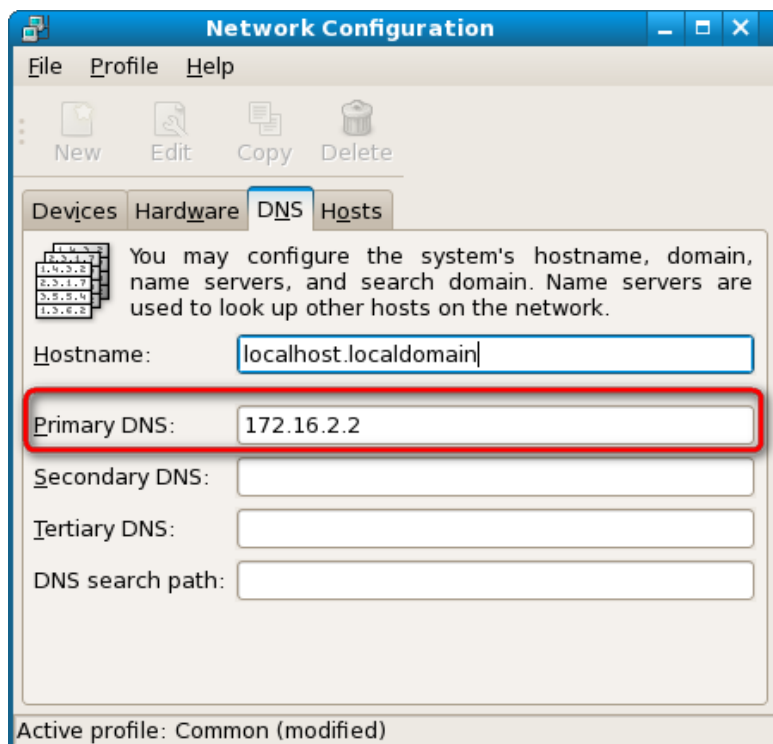 Network Configuration
File Profile Help
New Edit Copy Delete
Devices Hardware DNS Hosts
You may configure the system's hostname, domain,
name servers, and search domain. Name servers are
used to look up other hosts on the network.
Hostname: localhost.localdomain
Primary DNS: 172.16.2.2
Secondary DNS:
Tertiary DNS:
DNS search path:
Active profile: Common (modified)